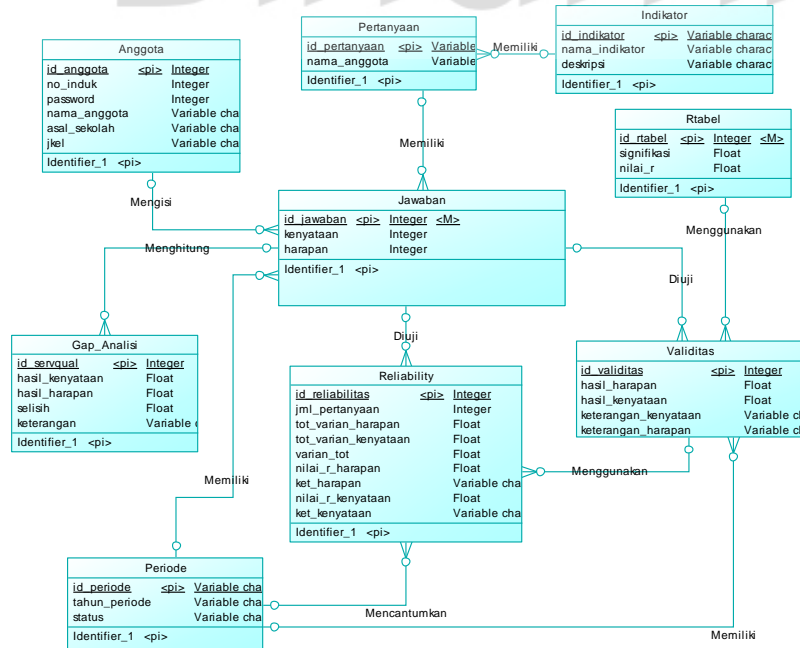 Pertanyaan
id_pertanyaan <pi> Variable
nama_anggota Variable
Identifier_1 <pi>
Memiliki
Indikator
id_indikator <pi> Variable charac
nama_indikator Variable charac
deskripsi Variable charac
Identifier_1 <pi>
Anggota
id_anggota <pi> Integer
no_induk Integer
password Integer
nama_anggota Variable cha
asal_sekolah Variable cha
jkel Variable cha
Identifier_1 <pi>
Rtabel
id_rtabel <pi> Integer <M>
signifikasi Float
nilai_r Float
Identifier_1 <pi>
Memiliki
Mengisi
Jawaban
id_jawaban <pi> Integer <M>
kenyataan Integer
harapan Integer
Identifier_1 <pi>
Menggunakan
Menghitung
Diuji
Diuji
Gap_Analisi
id_servqual <pi> Integer
hasil_kenyataan Float
hasil_harapan Float
selisih Float
keterangan Variable
Identifier_1 <pi>
Reliability
id_reliabilitas <pi> Integer
jml_pertanyaan Integer
tot_varian_harapan Float
tot_varian_kenyataan Float
varian_tot Float
nilai_r_harapan Float
ket_harapan Variable cha
nilai_r_kenyataan Float
ket_kenyataan Variable cha
Identifier_1 <pi>
Validitas
id_validitas <pi> Integer
hasil_harapan Float
hasil_kenyataan Float
keterangan_kenyataan Variable ch
keterangan_harapan Variable ch
Menggunakan
Memiliki
Periode
id_periode <pi> Variable cha
tahun_periode Variable cha
status Variable cha
Identifier_1 <pi>
Mencantumkan
Memiliki